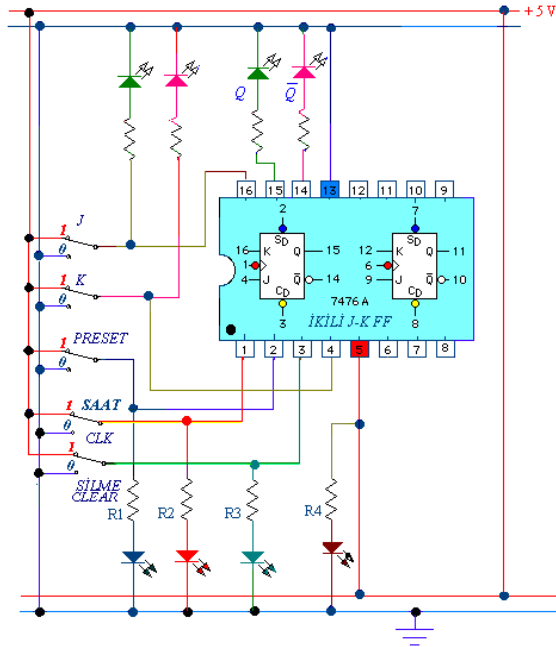 +5 V
Q Q
16 15 14 13 12 11 10 9
2 7
SD SD
16 K Q 15 12 K Q 11
1 6
4 J Q 14 9 J Q 10
CD CD
3 7476 A 8
İKİLİ J-K FF
1 2 3 4 5 6 7 8
J
1
0
K
1
0
PRESET
1
0
SAAT
1
0
CLK
1
0
SİLME
CLEAR
R1 R2 R3 R4